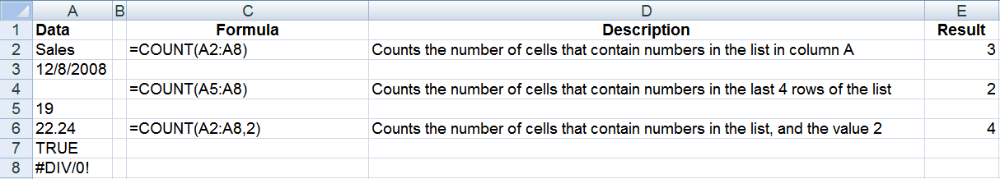 A B C D E
1 Data Formula Description Result
2 Sales =COUNT(A2:A8) Counts the number of cells that contain numbers in the list in column A 3
3 12/8/2008
4 =COUNT(A5:A8) Counts the number of cells that contain numbers in the last 4 rows of the list 2
5 19
6 22.24 =COUNT(A2:A8,2) Counts the number of cells that contain numbers in the list, and the value 2 4
7 TRUE
8 #DIV/0!